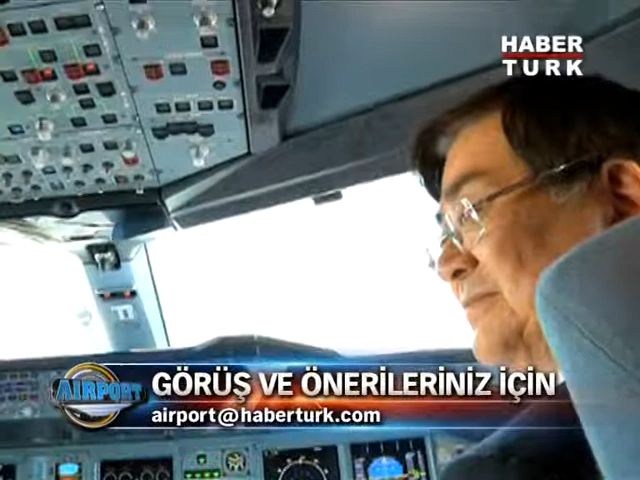 HABER
TURK
AIRPORT
GÖRÜŞ VE ÖNERİLERİNİZ İÇİN
airport@haberturk.com